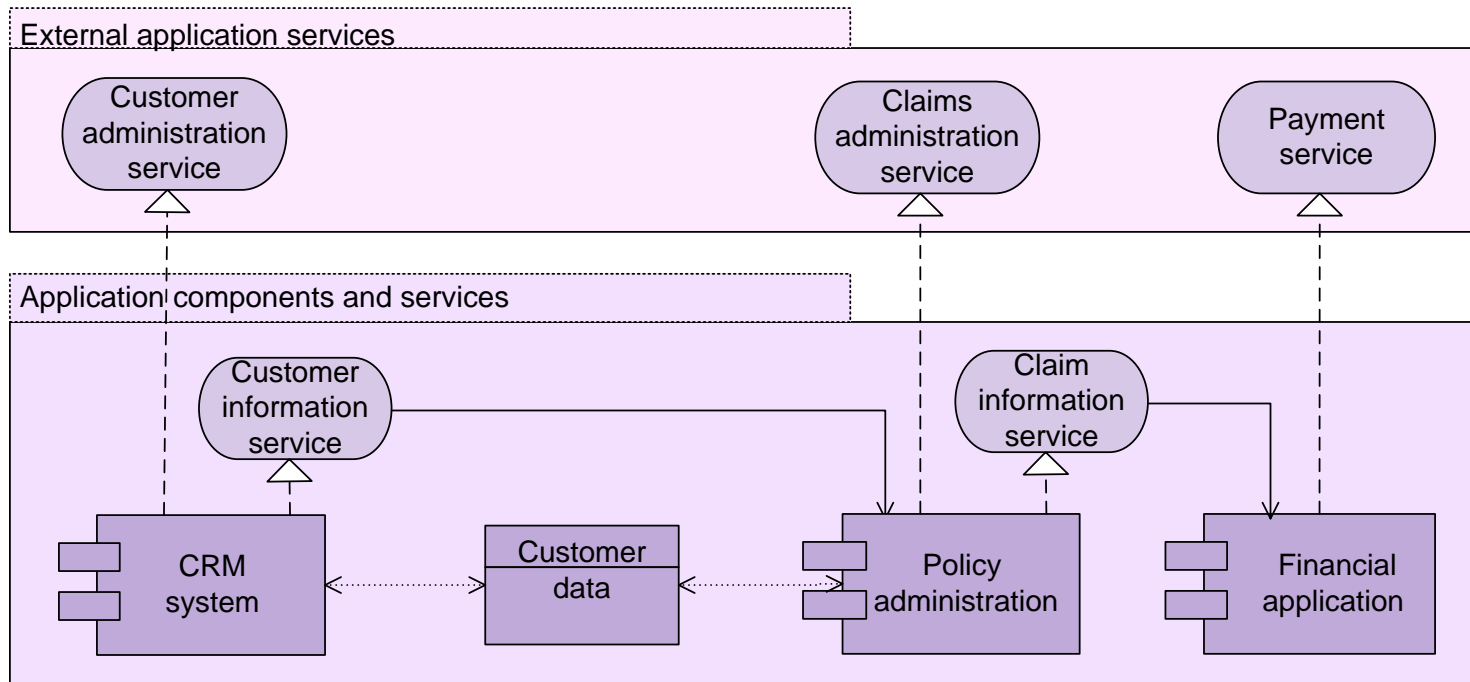 External application services
Customer
administration
service
Claims
administration
service
Payment
service
Application components and services
Customer
information
service
Claim
information
service
CRM
system
Customer
data
Policy
administration
Financial
application